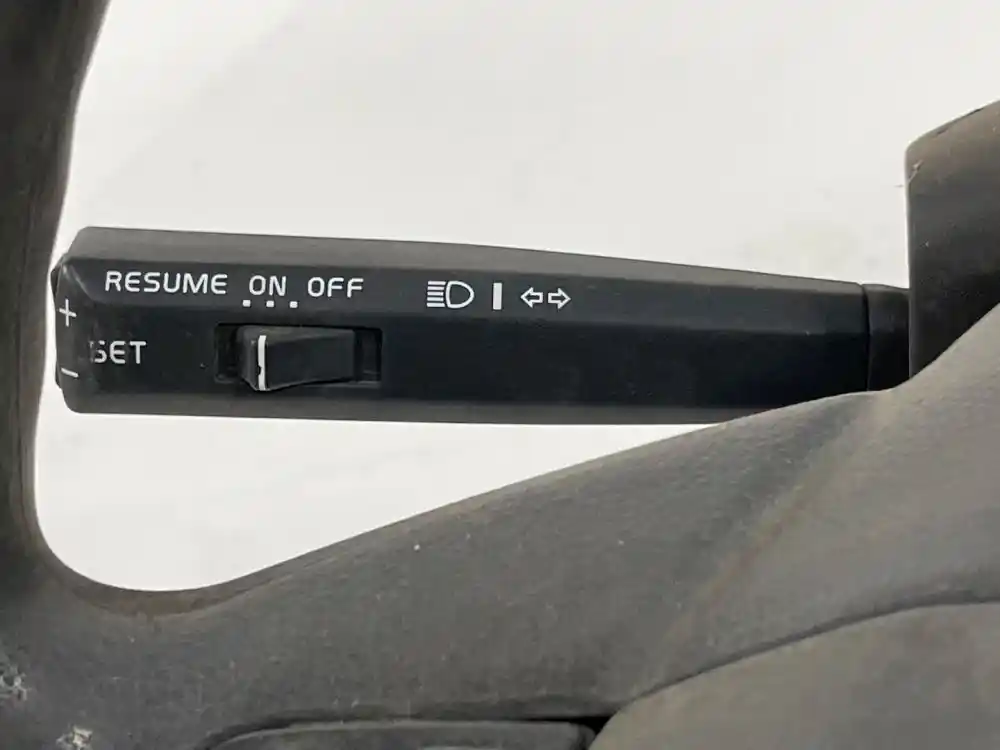 RESUME ON OFF
+
SET
−